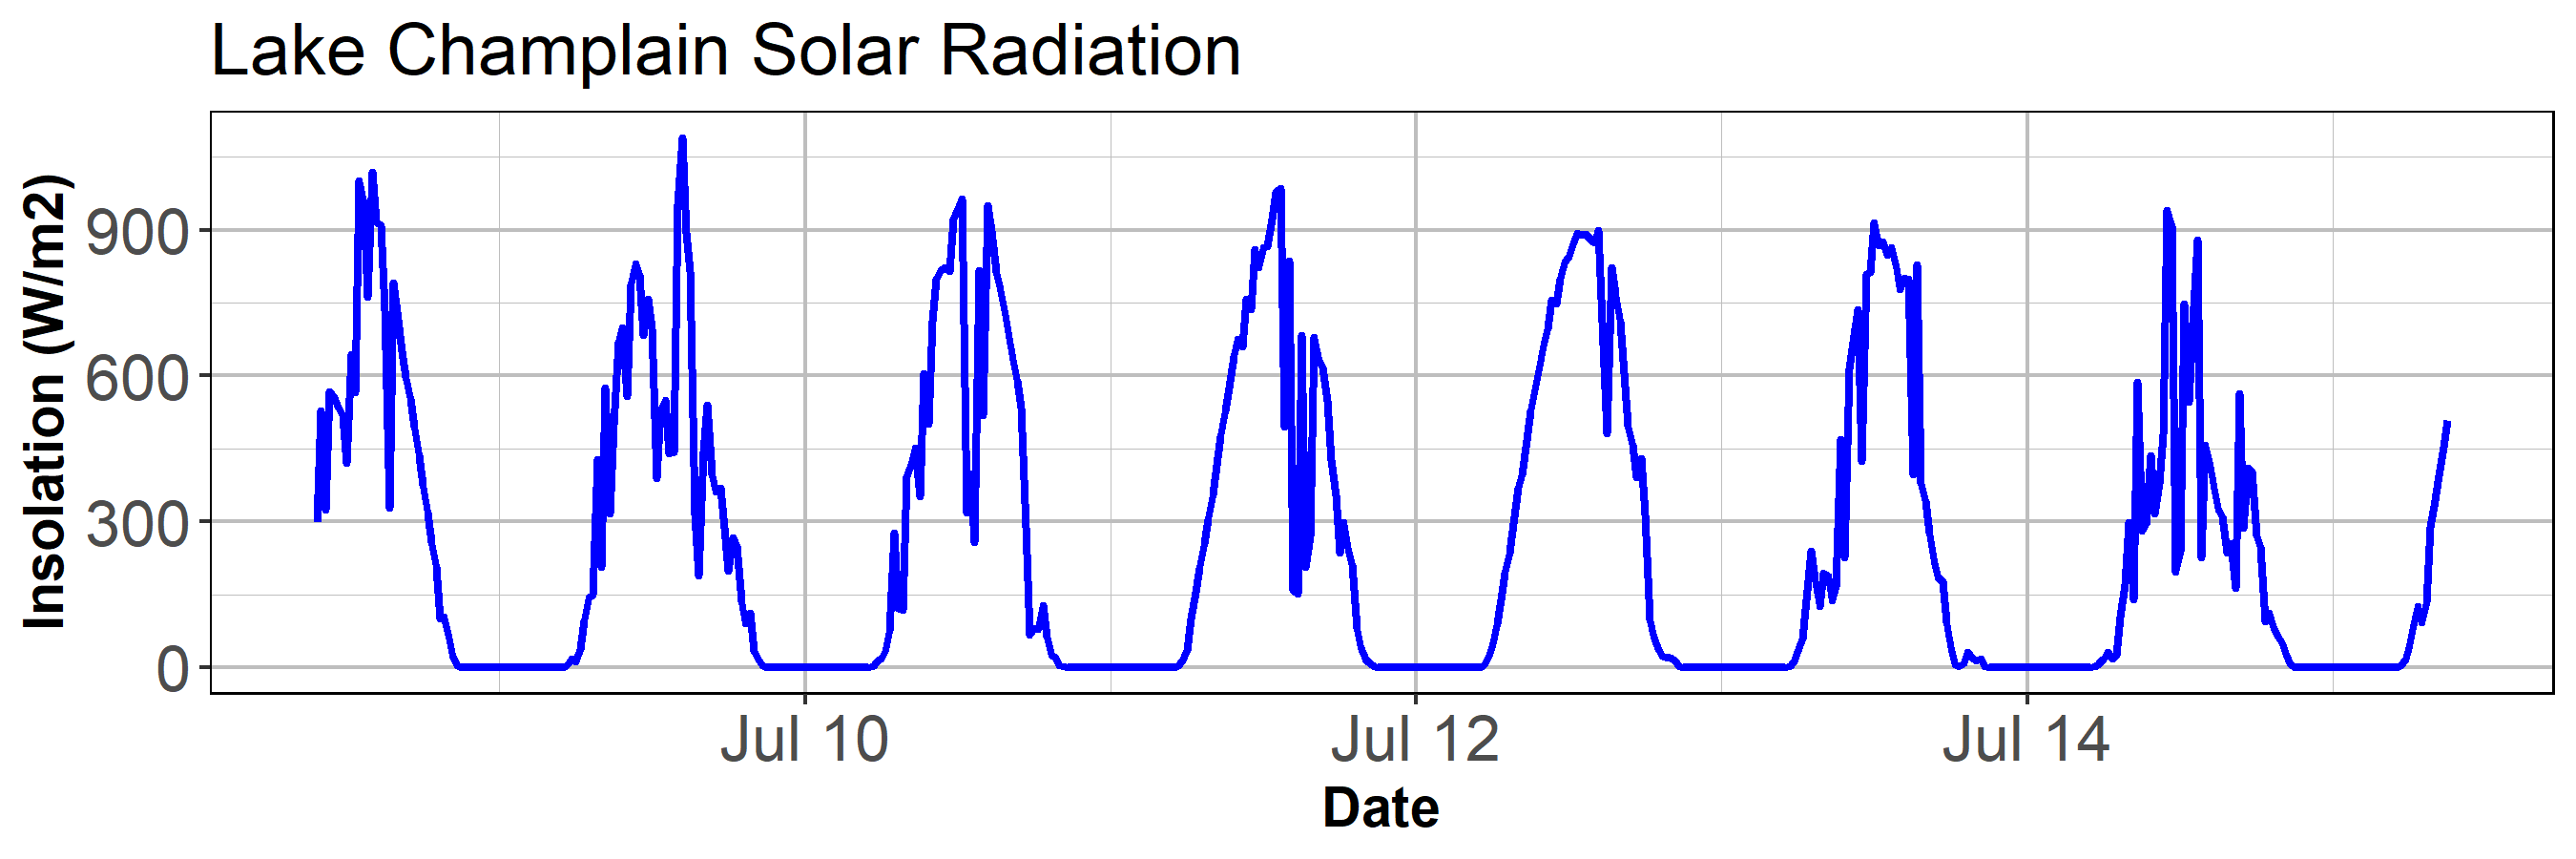 Lake Champlain Solar Radiation
Insolation (W/m2)
900
600
300
0
Jul 10
Jul 12
Jul 14
Date